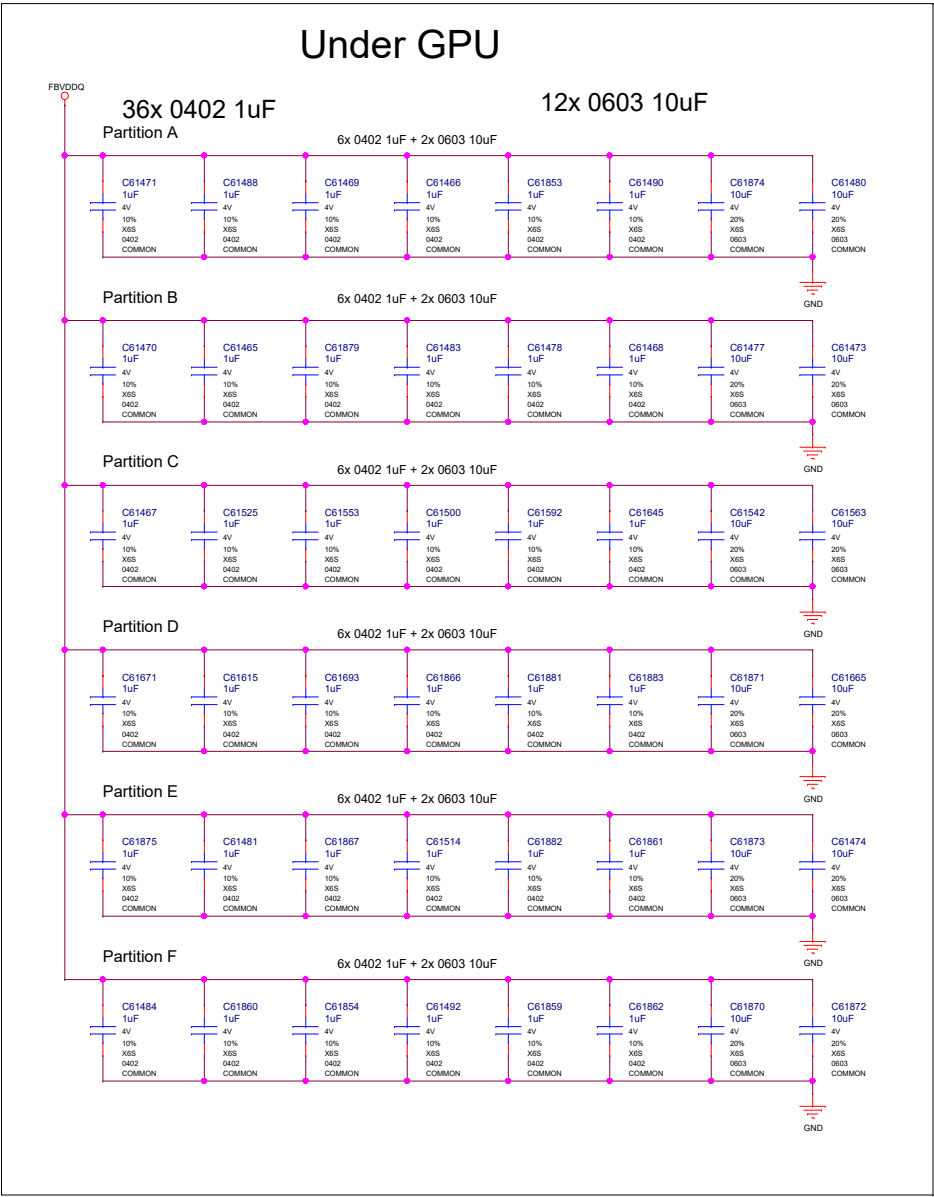 Under GPU
FBVDDQ
36x 0402 1uF
12x 0603 10uF
Partition A
6x 0402 1uF + 2x 0603 10uF
C61471 C61488 C61469 C61466 C61853 C61490 C61874 C61480
1uF 1uF 1uF 1uF 1uF 1uF 10uF 10uF
4V 4V 4V 4V 4V 4V 4V 4V
10% 10% 10% 10% 10% 10% 20% 20%
X6S X6S X6S X6S X6S X6S X6S X6S
0402 0402 0402 0402 0402 0402 0603 0603
COMMON COMMON COMMON COMMON COMMON COMMON COMMON COMMON
GND
Partition B
6x 0402 1uF + 2x 0603 10uF
C61470 C61465 C61879 C61483 C61478 C61468 C61477 C61473
1uF 1uF 1uF 1uF 1uF 1uF 10uF 10uF
4V 4V 4V 4V 4V 4V 4V 4V
10% 10% 10% 10% 10% 10% 20% 20%
X6S X6S X6S X6S X6S X6S X6S X6S
0402 0402 0402 0402 0402 0402 0603 0603
COMMON COMMON COMMON COMMON COMMON COMMON COMMON COMMON
GND
Partition C
6x 0402 1uF + 2x 0603 10uF
C61467 C61525 C61553 C61500 C61592 C61645 C61542 C61563
1uF 1uF 1uF 1uF 1uF 1uF 10uF 10uF
4V 4V 4V 4V 4V 4V 4V 4V
10% 10% 10% 10% 10% 10% 20% 20%
X6S X6S X6S X6S X6S X6S X6S X6S
0402 0402 0402 0402 0402 0402 0603 0603
COMMON COMMON COMMON COMMON COMMON COMMON COMMON COMMON
GND
Partition D
6x 0402 1uF + 2x 0603 10uF
C61671 C61615 C61693 C61866 C61881 C61883 C61871 C61665
1uF 1uF 1uF 1uF 1uF 1uF 10uF 10uF
4V 4V 4V 4V 4V 4V 4V 4V
10% 10% 10% 10% 10% 10% 20% 20%
X6S X6S X6S X6S X6S X6S X6S X6S
0402 0402 0402 0402 0402 0402 0603 0603
COMMON COMMON COMMON COMMON COMMON COMMON COMMON COMMON
GND
Partition E
6x 0402 1uF + 2x 0603 10uF
C61875 C61481 C61867 C61514 C61882 C61861 C61873 C61474
1uF 1uF 1uF 1uF 1uF 1uF 10uF 10uF
4V 4V 4V 4V 4V 4V 4V 4V
10% 10% 10% 10% 10% 10% 20% 20%
X6S X6S X6S X6S X6S X6S X6S X6S
0402 0402 0402 0402 0402 0402 0603 0603
COMMON COMMON COMMON COMMON COMMON COMMON COMMON COMMON
GND
Partition F
6x 0402 1uF + 2x 0603 10uF
C61484 C61860 C61854 C61492 C61859 C61862 C61870 C61872
1uF 1uF 1uF 1uF 1uF 1uF 10uF 10uF
4V 4V 4V 4V 4V 4V 4V 4V
10% 10% 10% 10% 10% 10% 20% 20%
X6S X6S X6S X6S X6S X6S X6S X6S
0402 0402 0402 0402 0402 0402 0603 0603
COMMON COMMON COMMON COMMON COMMON COMMON COMMON COMMON
GND